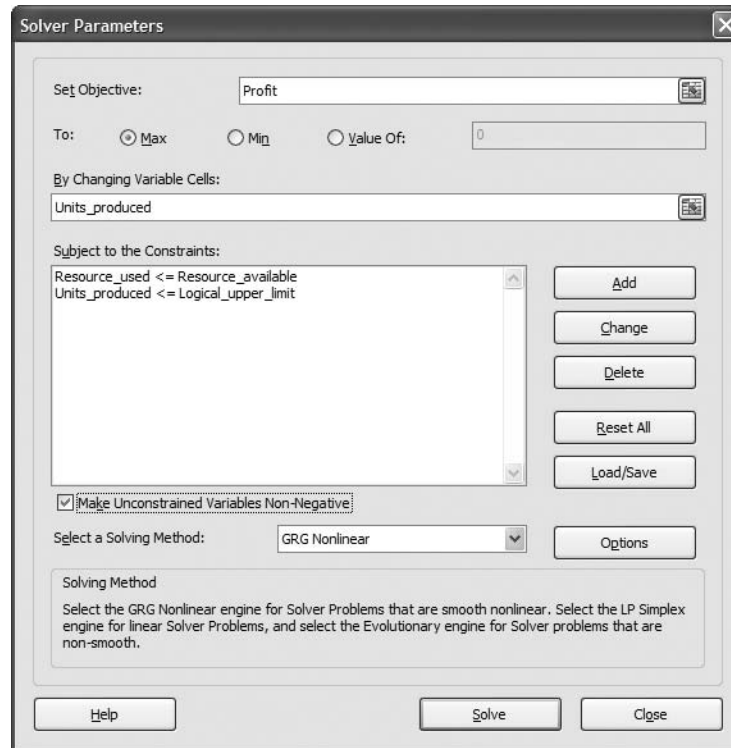 Solver Parameters
Set Objective: Profit
To: Max Min Value Of: 0
By Changing Variable Cells:
Units_produced
Subject to the Constraints:
Resource_used <= Resource_available
Units_produced <= Logical_upper_limit
Add
Change
Delete
Reset All
Load/Save
Make Unconstrained Variables Non-Negative
Select a Solving Method: GRG Nonlinear Options
Solving Method
Select the GRG Nonlinear engine for Solver Problems that are smooth nonlinear. Select the LP Simplex
engine for linear Solver Problems, and select the Evolutionary engine for Solver problems that are
non-smooth.
Help Solve Close